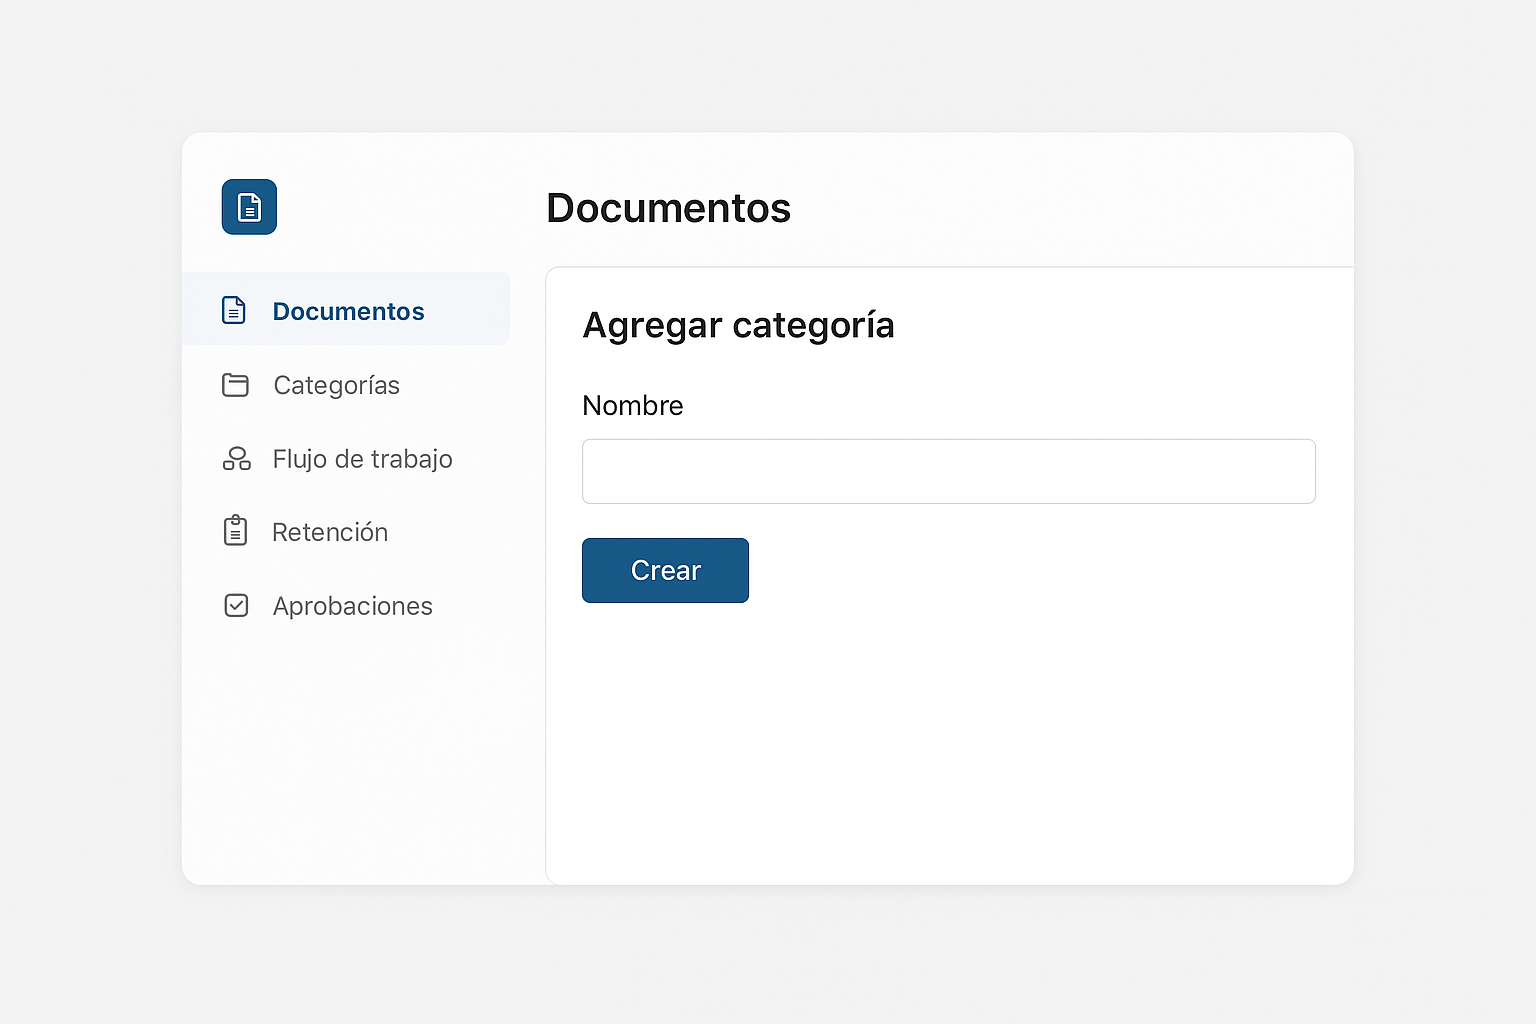 Documentos
Documentos
Categorías
Flujo de trabajo
Retención
Aprobaciones
Agregar categoría
Nombre
Crear